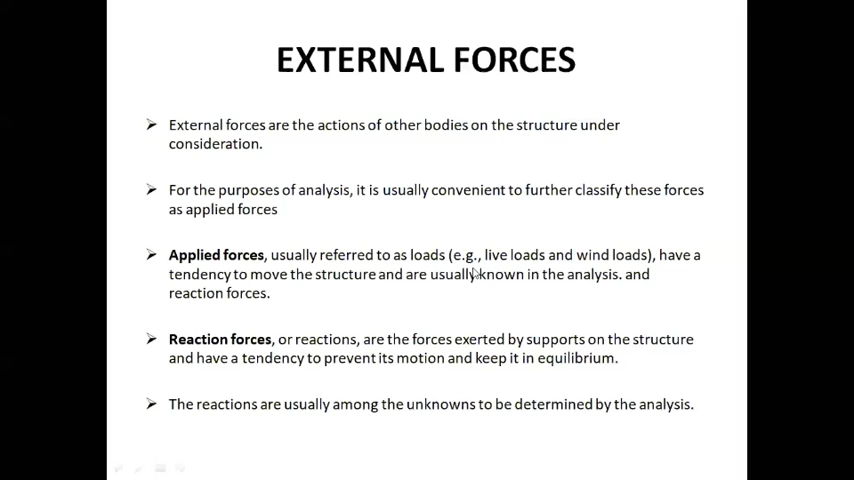 EXTERNAL FORCES
➢ External forces are the actions of other bodies on the structure under
consideration.
➢ For the purposes of analysis, it is usually convenient to further classify these forces
as applied forces
➢ Applied forces, usually referred to as loads (e.g., live loads and wind loads), have a
tendency to move the structure and are usually known in the analysis. and
reaction forces.
➢ Reaction forces, or reactions, are the forces exerted by supports on the structure
and have a tendency to prevent its motion and keep it in equilibrium.
➢ The reactions are usually among the unknowns to be determined by the analysis.